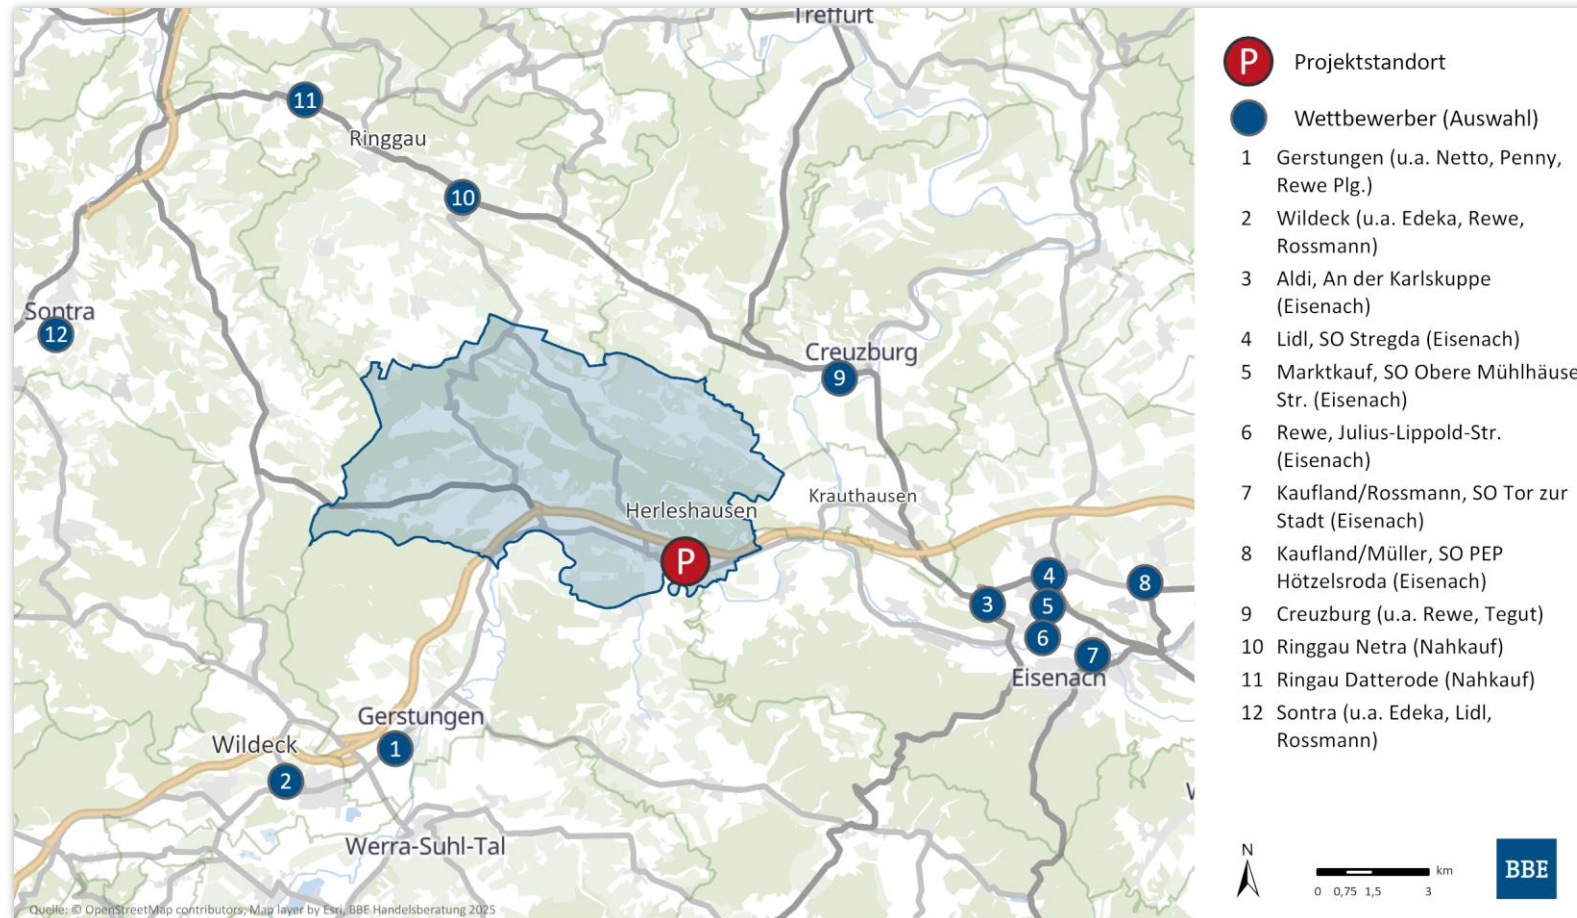 Treffurt
11
Ringgau
10
Sontra
12
Creuzburg
9
Krauthausen
Herleshausen
P
4
8
3
5
6
7
Eisenach
Gerstungen
Wildeck
1
2
Werra-Suhl-Tal
Quelle: © OpenStreetMap contributors, Map layer by Esri, BBE Handelsberatung 2025
P Projektstandort
Wettbewerber (Auswahl)
1 Gerstungen (u.a. Netto, Penny,
Rewe Plg.)
2 Wildeck (u.a. Edeka, Rewe,
Rossmann)
3 Aldi, An der Karlskuppe
(Eisenach)
4 Lidl, SO Stregda (Eisenach)
5 Marktkauf, SO Obere Mühlhäuse
Str. (Eisenach)
6 Rewe, Julius-Lippold-Str.
(Eisenach)
7 Kaufland/Rossmann, SO Tor zur
Stadt (Eisenach)
8 Kaufland/Müller, SO PEP
Hötzelsroda (Eisenach)
9 Creuzburg (u.a. Rewe, Tegut)
10 Ringgau Netra (Nahkauf)
11 Ringau Datterode (Nahkauf)
12 Sontra (u.a. Edeka, Lidl,
Rossmann)
N
km
0 0,75 1,5 3
BBE